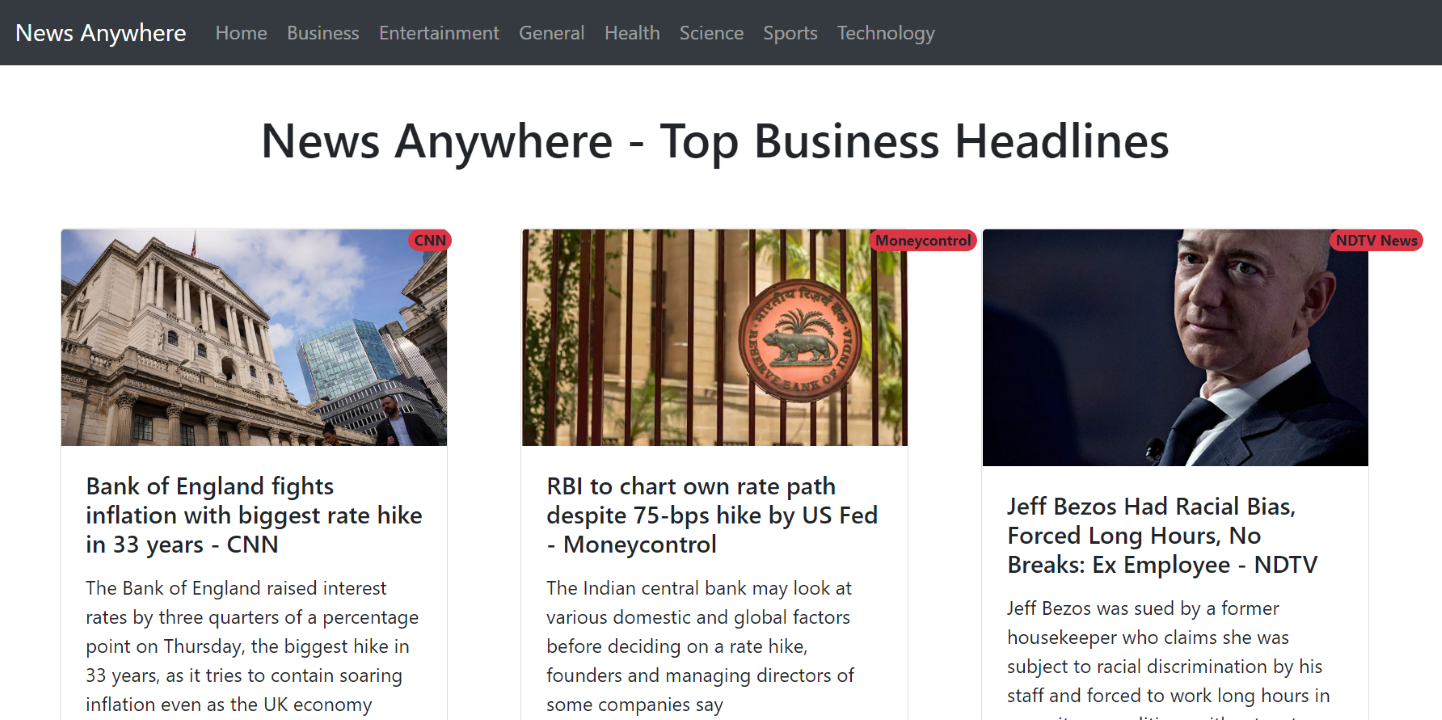 News Anywhere Home Business Entertainment General Health Science Sports Technology
News Anywhere - Top Business Headlines
CNN
Bank of England fights
inflation with biggest rate hike
in 33 years - CNN
The Bank of England raised interest
rates by three quarters of a percentage
point on Thursday, the biggest hike in
33 years, as it tries to contain soaring
inflation even as the UK economy
Moneycontrol
भारतीय रिज़र्व बैंक
RESERVE BANK OF INDIA
RBI to chart own rate path
despite 75-bps hike by US Fed
- Moneycontrol
The Indian central bank may look at
various domestic and global factors
before deciding on a rate hike,
founders and managing directors of
some companies say
NDTV News
Jeff Bezos Had Racial Bias,
Forced Long Hours, No
Breaks: Ex Employee - NDTV
Jeff Bezos was sued by a former
housekeeper who claims she was
subject to racial discrimination by his
staff and forced to work long hours in